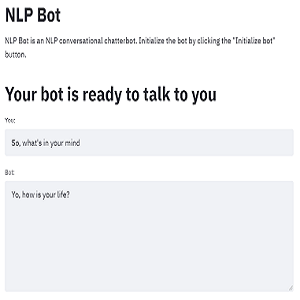 NLP Bot
NLP Bot is an NLP conversational chatterbot. Initialize the bot by clicking the "Initialize bot"
button.
Your bot is ready to talk to you
You:
So, what's in your mind
Bot:
Yo, how is your life?